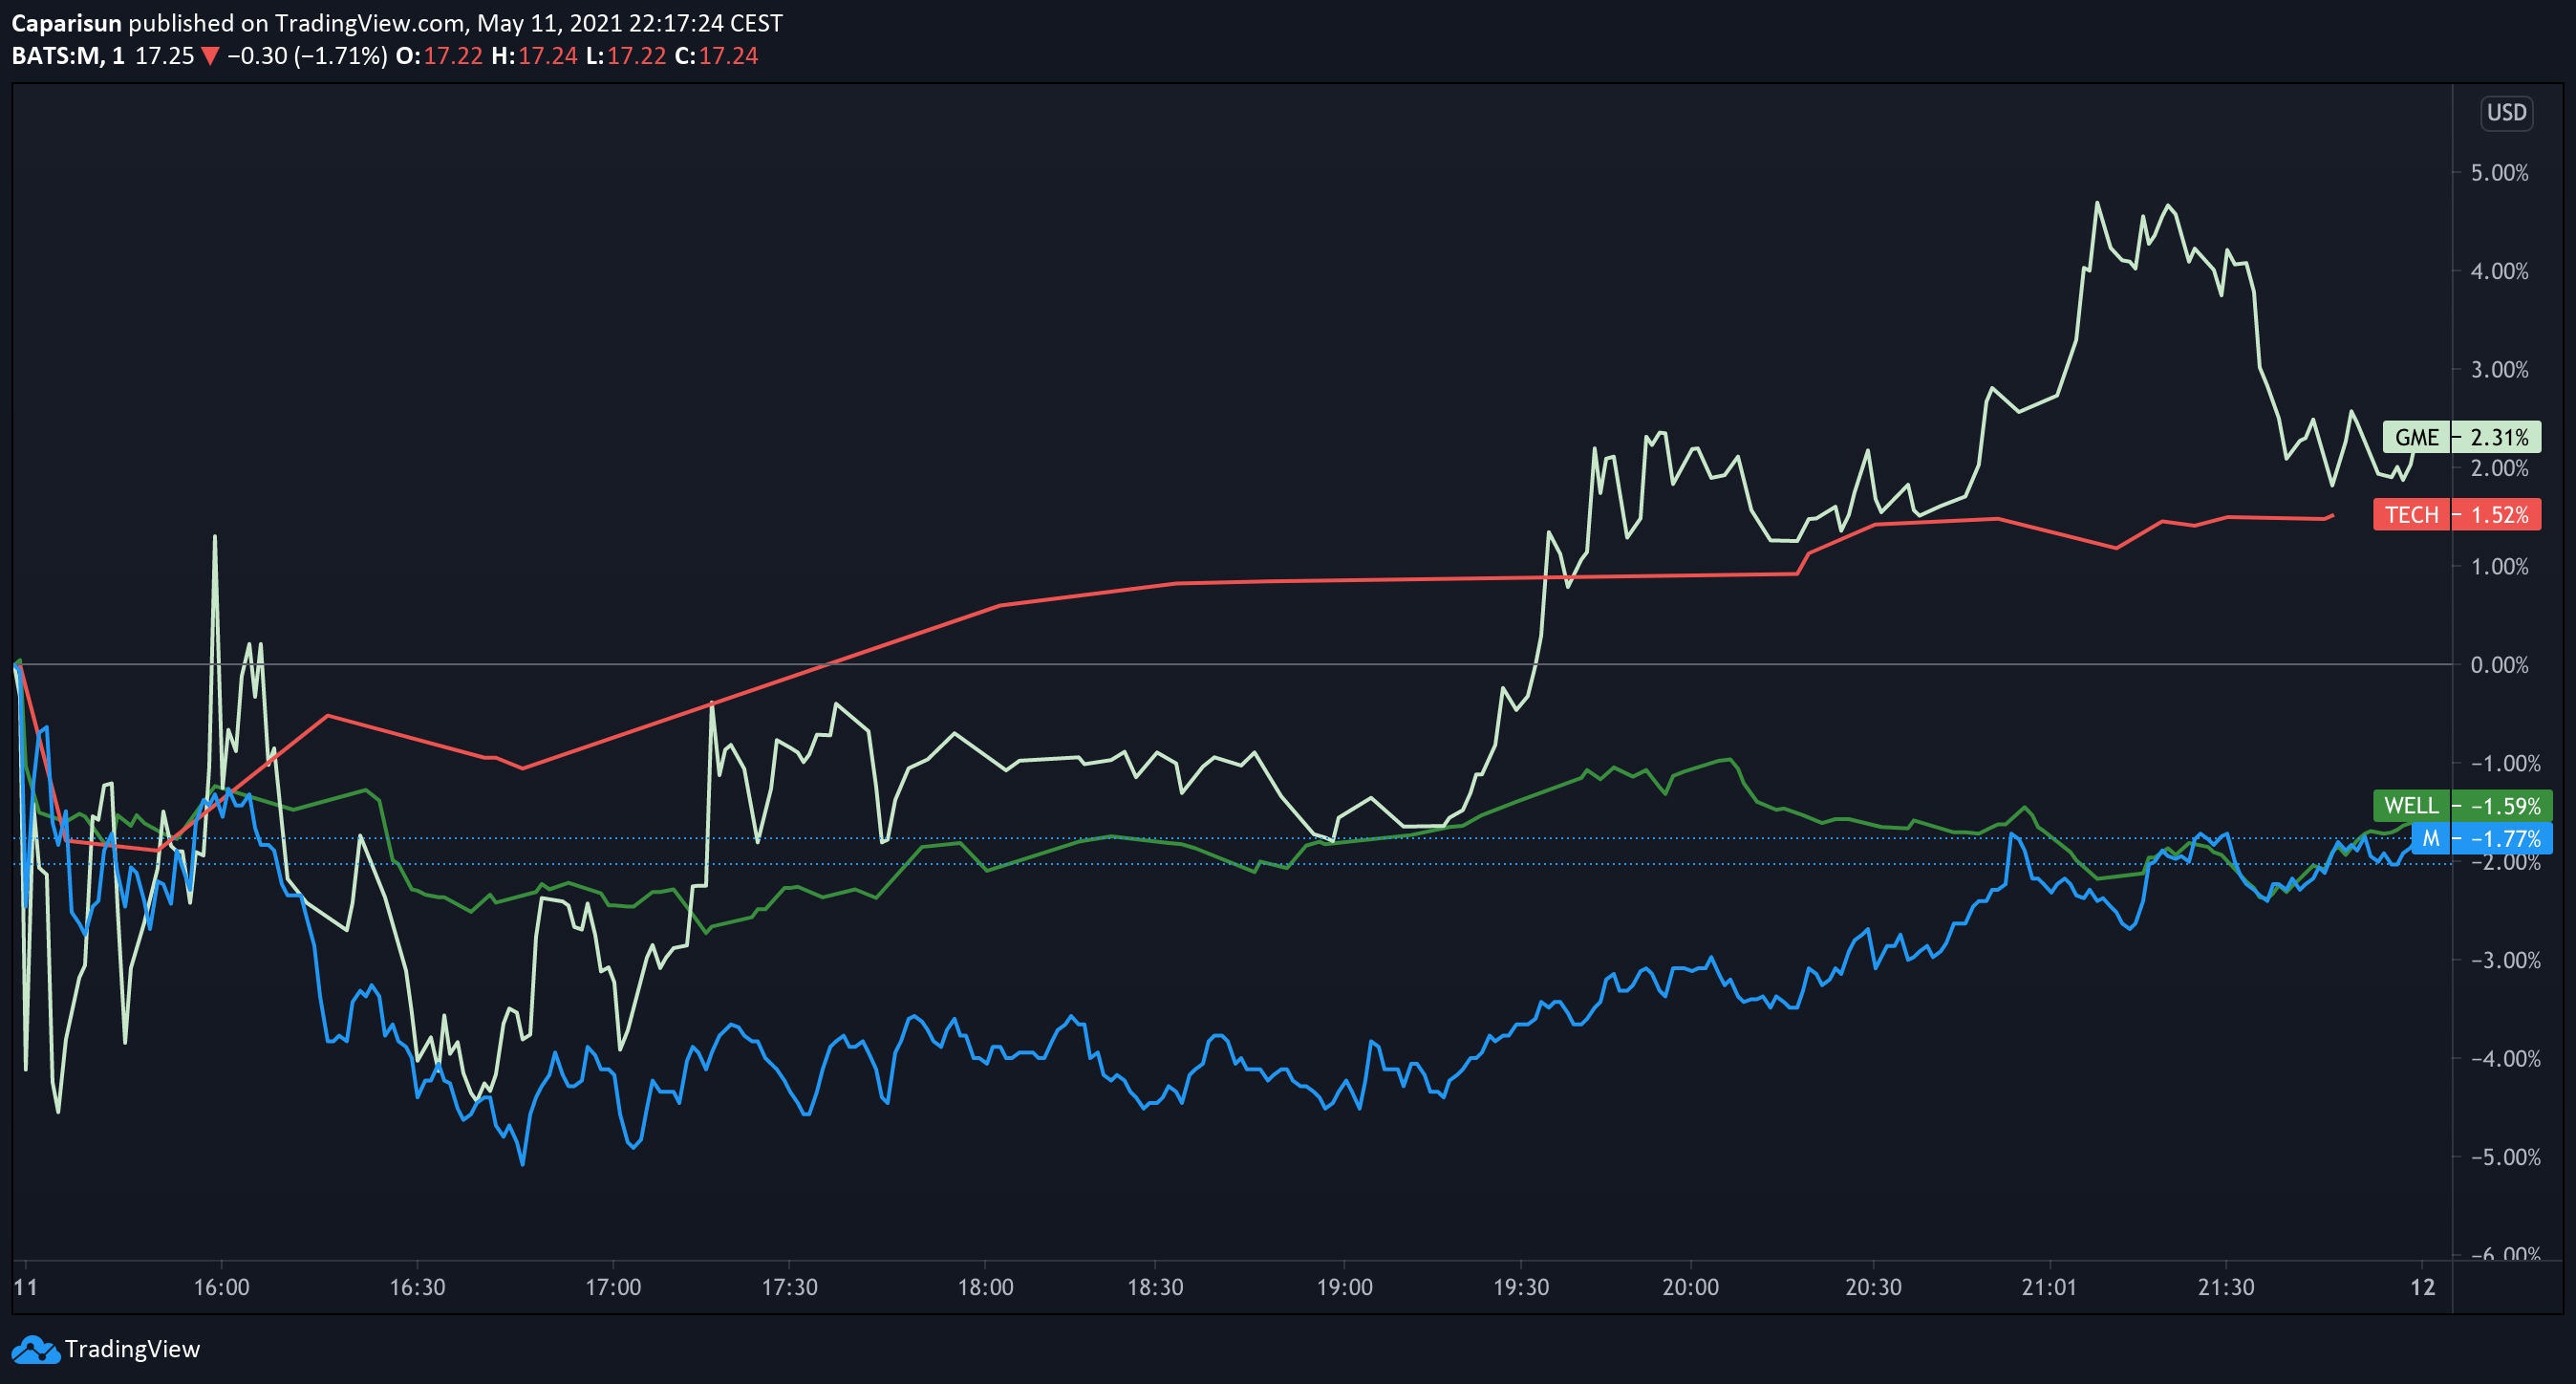 Caparisun published on TradingView.com, May 11, 2021 22:17:24 CEST
BATS:M, 1 17.25 ▼ −0.30 (−1.71%) O:17.22 H:17.24 L:17.22 C:17.24
USD
5.00%
4.00%
3.00%
GME 2.31%
2.00%
TECH 1.52%
1.00%
0.00%
−1.00%
WELL −1.59%
M −1.77%
−2.00%
−3.00%
−4.00%
−5.00%
−6.00%
11 16:00 16:30 17:00 17:30 18:00 18:30 19:00 19:30 20:00 20:30 21:01 21:30 12
TradingView